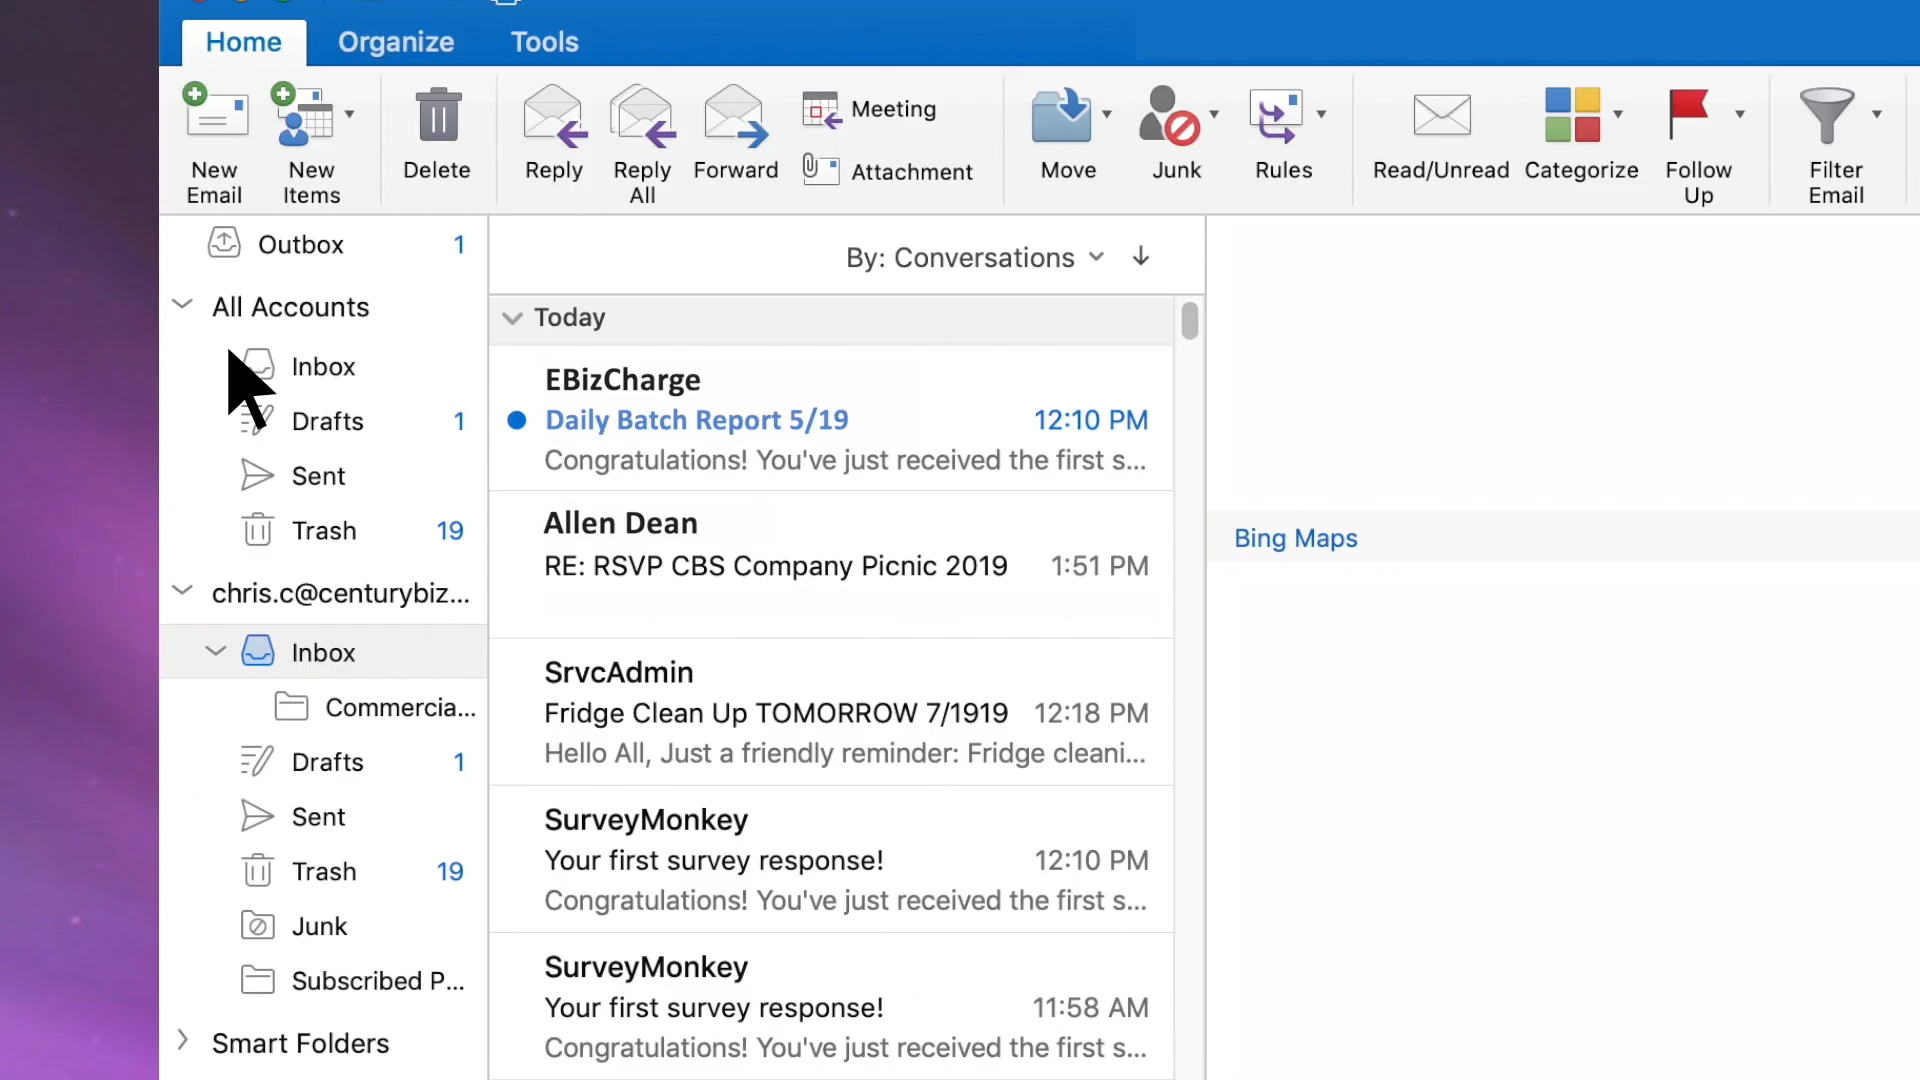 Home
Organize
Tools
New
Email
New
Items
Delete
Reply
Reply
All
Forward
Meeting
Attachment
Move
Junk
Rules
Read/Unread
Categorize
Follow
Up
Filter
Email
Outbox 1
All Accounts
Inbox
Drafts 1
Sent
Trash 19
chris.c@centurybiz...
Inbox
Commercia...
Drafts 1
Sent
Trash 19
Junk
Subscribed P...
Smart Folders
By: Conversations
Today
EBizCharge
Daily Batch Report 5/19 12:10 PM
Congratulations! You've just received the first s...
Allen Dean
RE: RSVP CBS Company Picnic 2019 1:51 PM
SrvcAdmin
Fridge Clean Up TOMORROW 7/1919 12:18 PM
Hello All, Just a friendly reminder: Fridge cleani...
SurveyMonkey
Your first survey response! 12:10 PM
Congratulations! You've just received the first s...
SurveyMonkey
Your first survey response! 11:58 AM
Congratulations! You've just received the first s...
Bing Maps